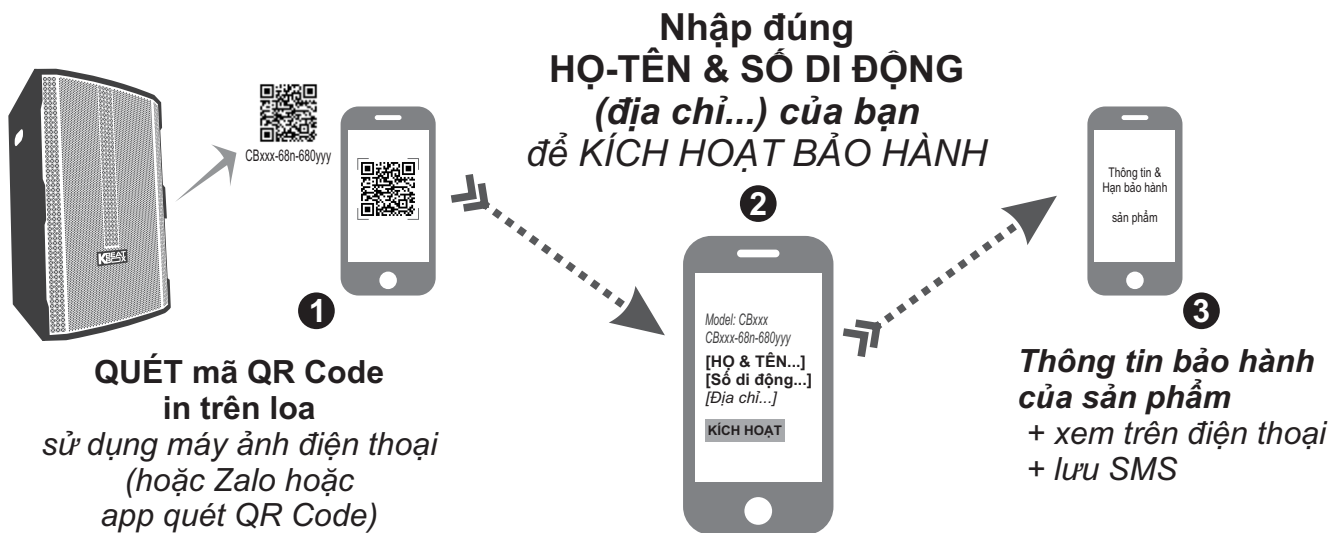 Nhập đúng
HỌ-TÊN & SỐ DI ĐỘNG
(địa chỉ...) của bạn
để KÍCH HOẠT BẢO HÀNH
CBxxx-68n-680yyy
KBEAT
BOX
1
QUÉT mã QR Code
in trên loa
sử dụng máy ảnh điện thoại
(hoặc Zalo hoặc
app quét QR Code)
2
Model: CBxxx
CBxxx-68n-680yyy
[HỌ & TÊN...]
[Số di động...]
[Địa chỉ...]
KÍCH HOẠT
Thông tin &
Hạn bảo hành
sản phẩm
3
Thông tin bảo hành
của sản phẩm
+ xem trên điện thoại
+ lưu SMS